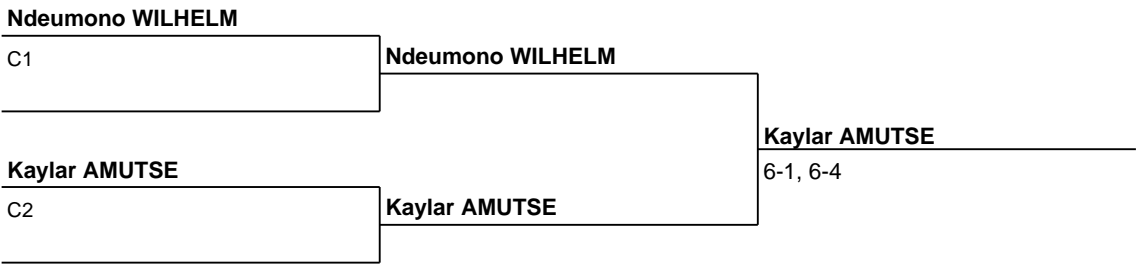 Ndeumono WILHELM
C1
Ndeumono WILHELM
Kaylar AMUTSE
6-1, 6-4
Kaylar AMUTSE
C2
Kaylar AMUTSE